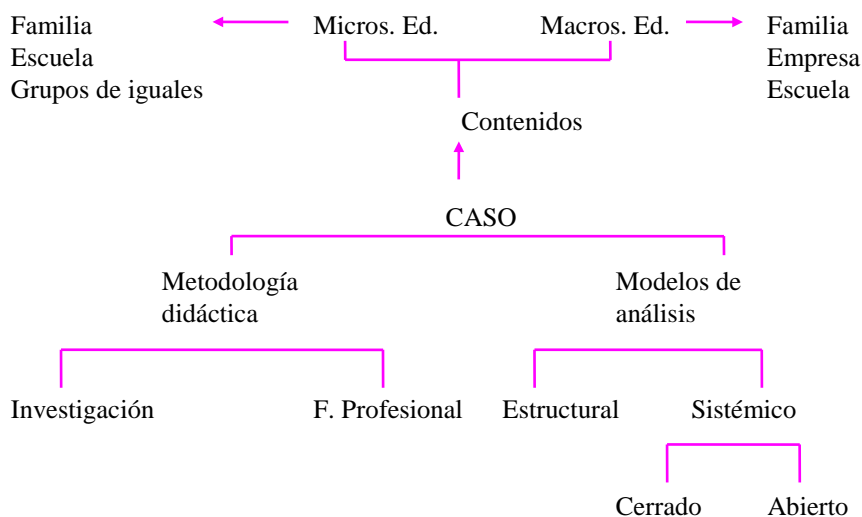 Familia
Escuela
Grupos de iguales
Micros. Ed.
Macros. Ed.
Familia
Empresa
Escuela
Contenidos
CASO
Metodología
didáctica
Modelos de
análisis
Investigación
F. Profesional
Estructural
Sistémico
Cerrado
Abierto